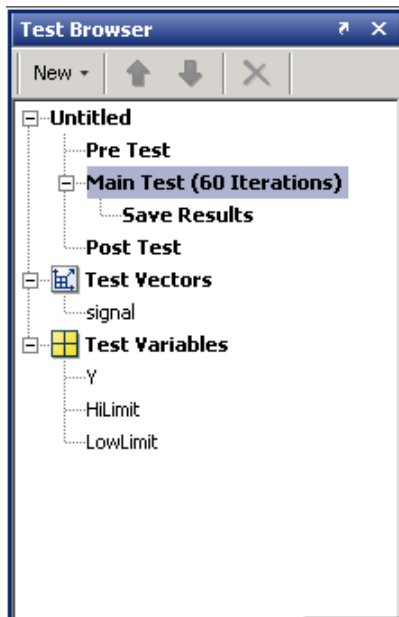 Test Browser
New
Untitled
Pre Test
Main Test (60 Iterations)
Save Results
Post Test
Test Vectors
signal
Test Variables
Y
HiLimit
LowLimit